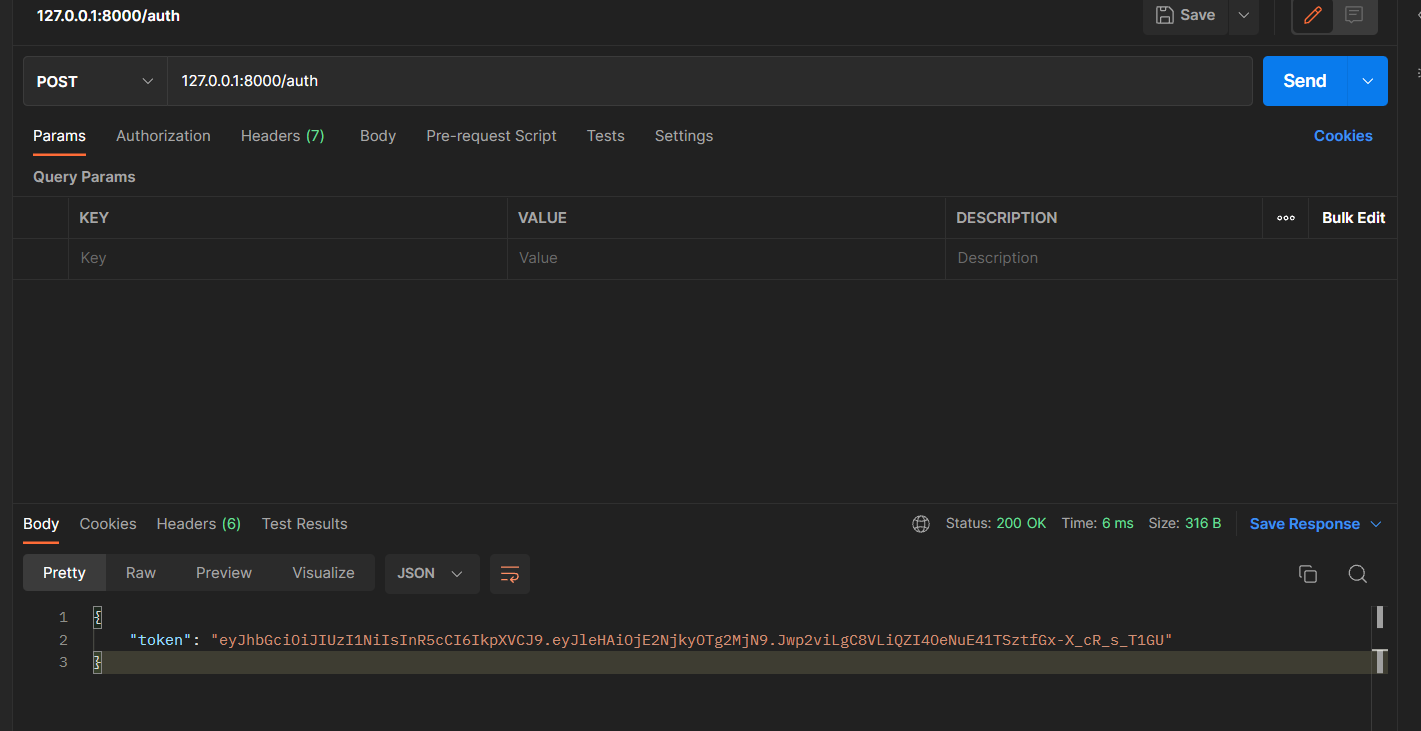 127.0.0.1:8000/auth
Save
POST
127.0.0.1:8000/auth
Send
Params Authorization Headers (7) Body Pre-request Script Tests Settings Cookies
Query Params
KEY VALUE DESCRIPTION Bulk Edit
Key Value Description
Body Cookies Headers (6) Test Results Status: 200 OK Time: 6 ms Size: 316 B Save Response
Pretty Raw Preview Visualize JSON
1 {
2 "token": "eyJhbGciOiJIUzI1NiIsInR5cCI6IkpXVCJ9.eyJleHAiOjE2NjkyOTg2MjN9.Jwp2viLgC8VLiQZI4OeNuE41TSztfGx-X_cR_s_T1GU"
3 }